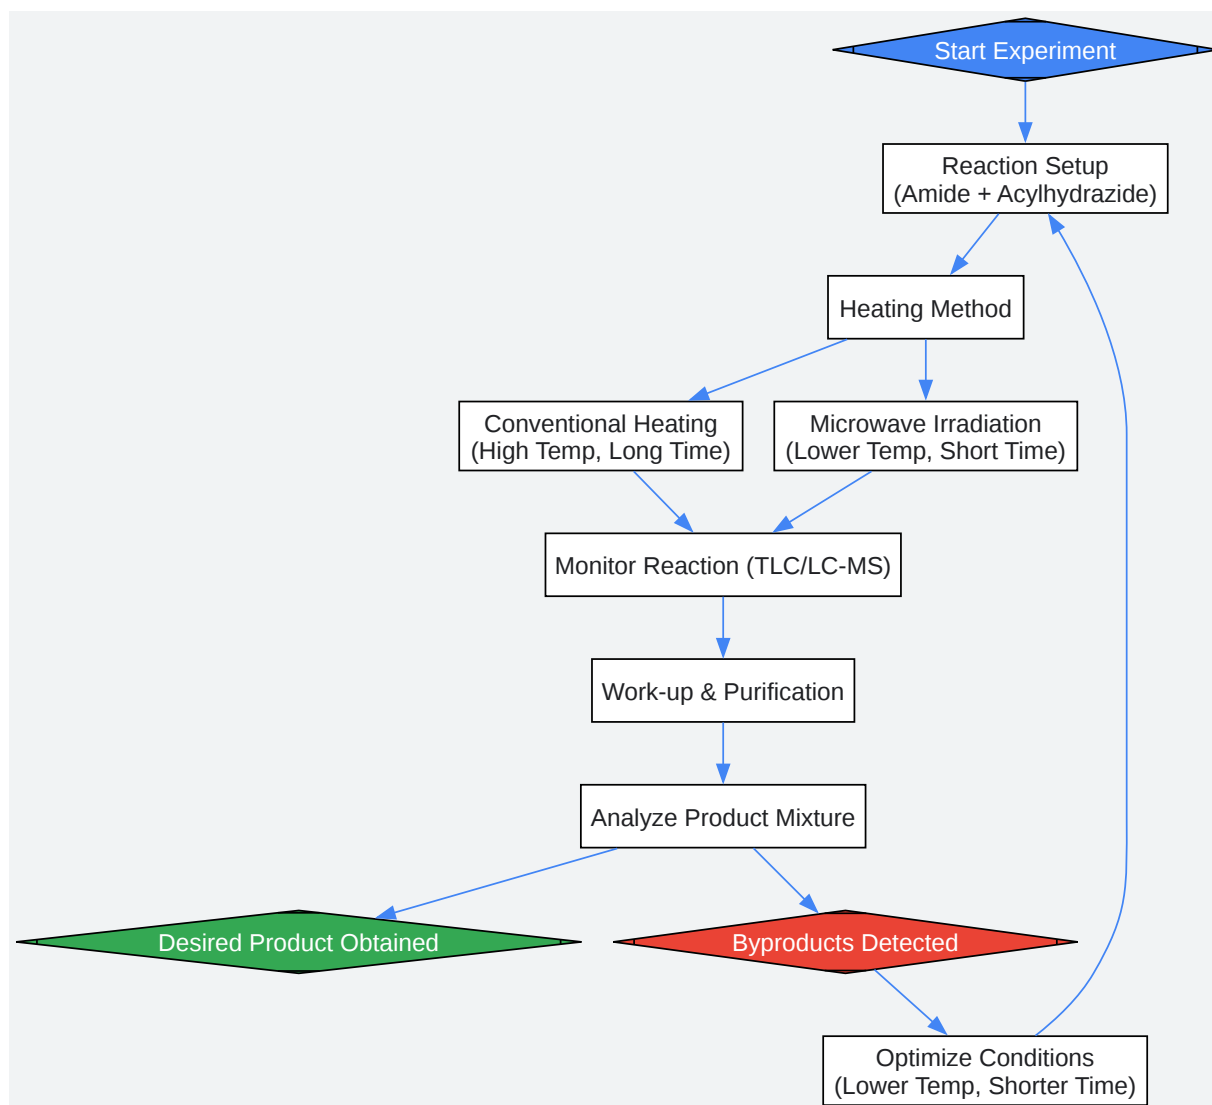 Start Experiment
Reaction Setup
(Amide + Acylhydrazide)
Heating Method
Conventional Heating
(High Temp, Long Time)
Microwave Irradiation
(Lower Temp, Short Time)
Monitor Reaction (TLC/LC-MS)
Work-up & Purification
Analyze Product Mixture
Desired Product Obtained
Byproducts Detected
Optimize Conditions
(Lower Temp, Shorter Time)